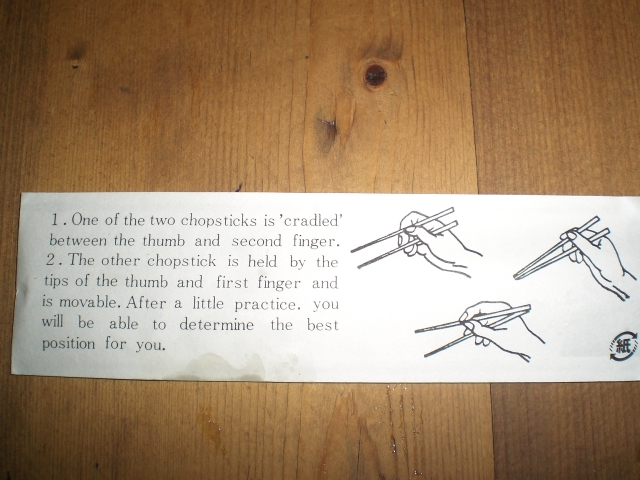 1. One of the two chopsticks is 'cradled'
between the thumb and second finger.
2. The other chopstick is held by the
tips of the thumb and first finger and
is movable. After a little practice. you
will be able to determine the best
position for you.
紙